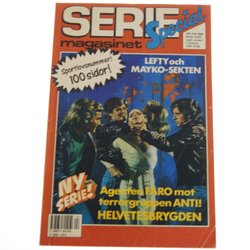 SERIE
magasinet
Special
Sportlovsnummer!
100 sidor!
LEFTY och
MAYKO-SEKTEN
NY
SERIE!
Agenten FARO mot
terrorgruppen ANTI!
HELVETESBRYGDEN